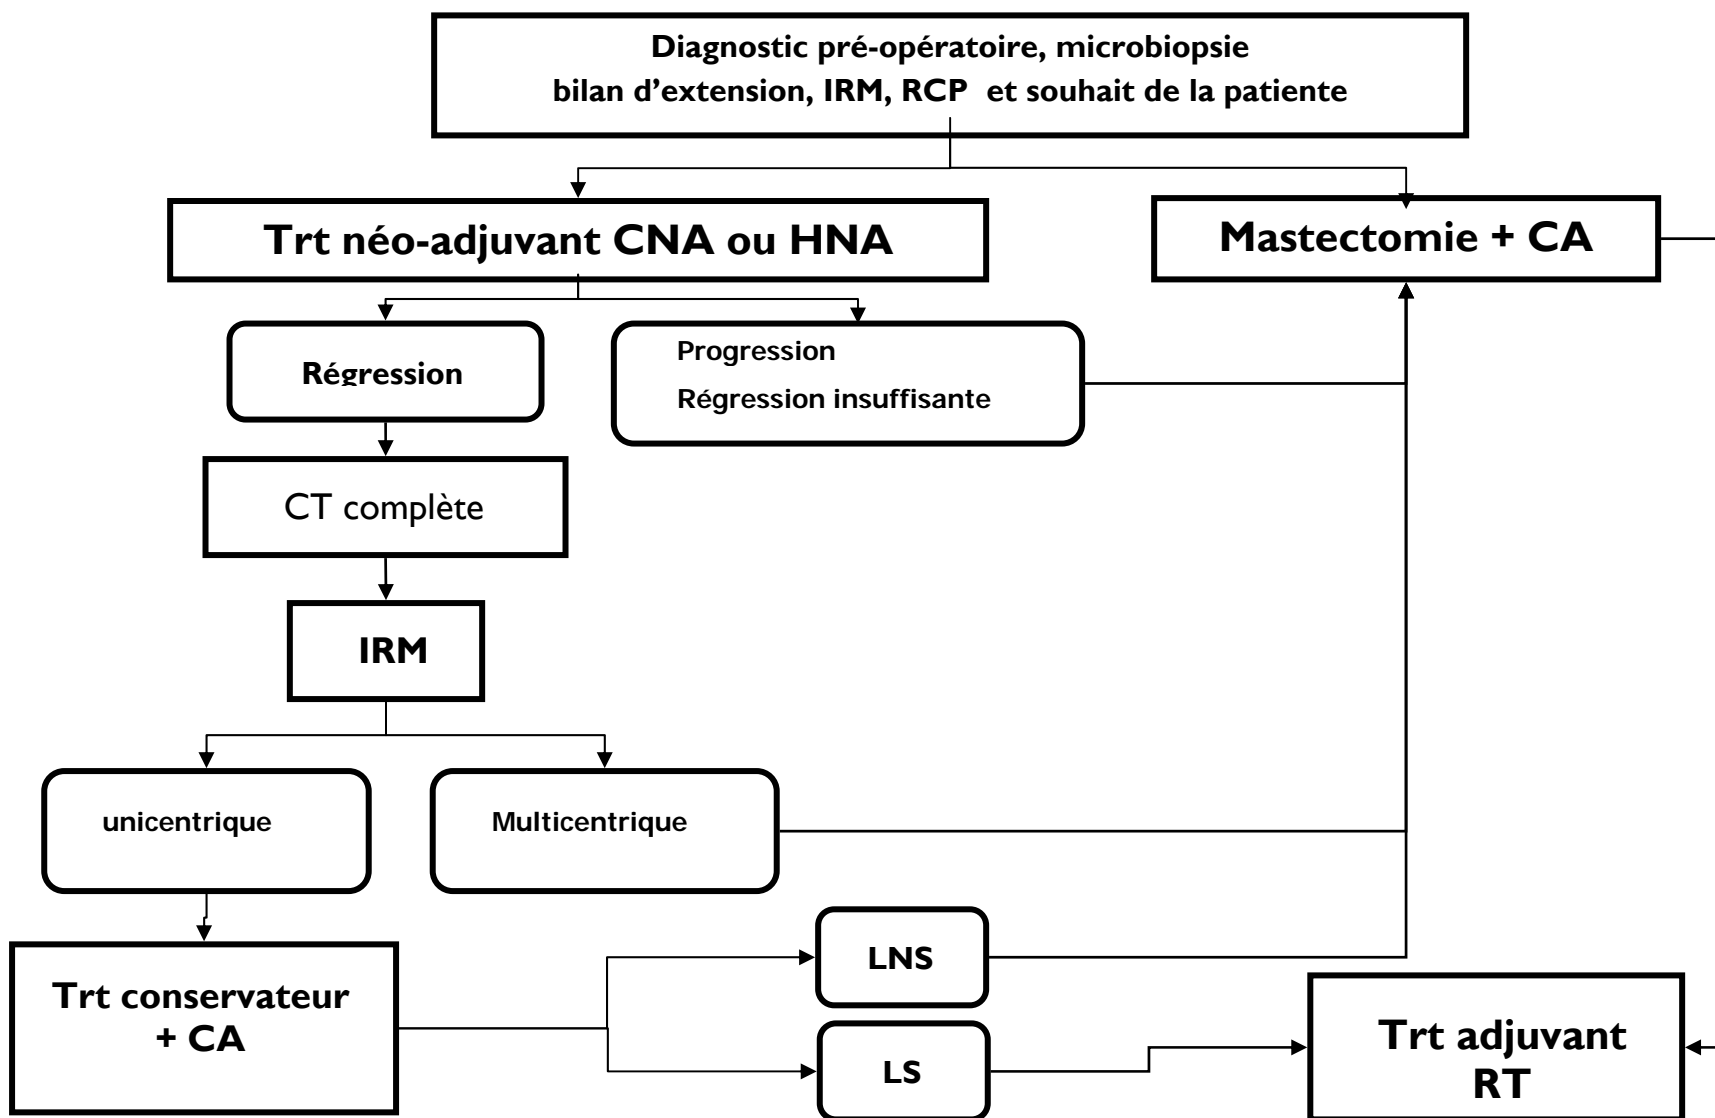 Diagnostic pré-opératoire, microbiopsie
bilan d’extension, IRM, RCP et souhait de la patiente
Trt néo-adjuvant CNA ou HNA
Mastectomie + CA
Régression
Progression
Régression insuffisante
CT complète
IRM
unicentrique
Multicentrique
LNS
Trt conservateur
+ CA
LS
Trt adjuvant
RT